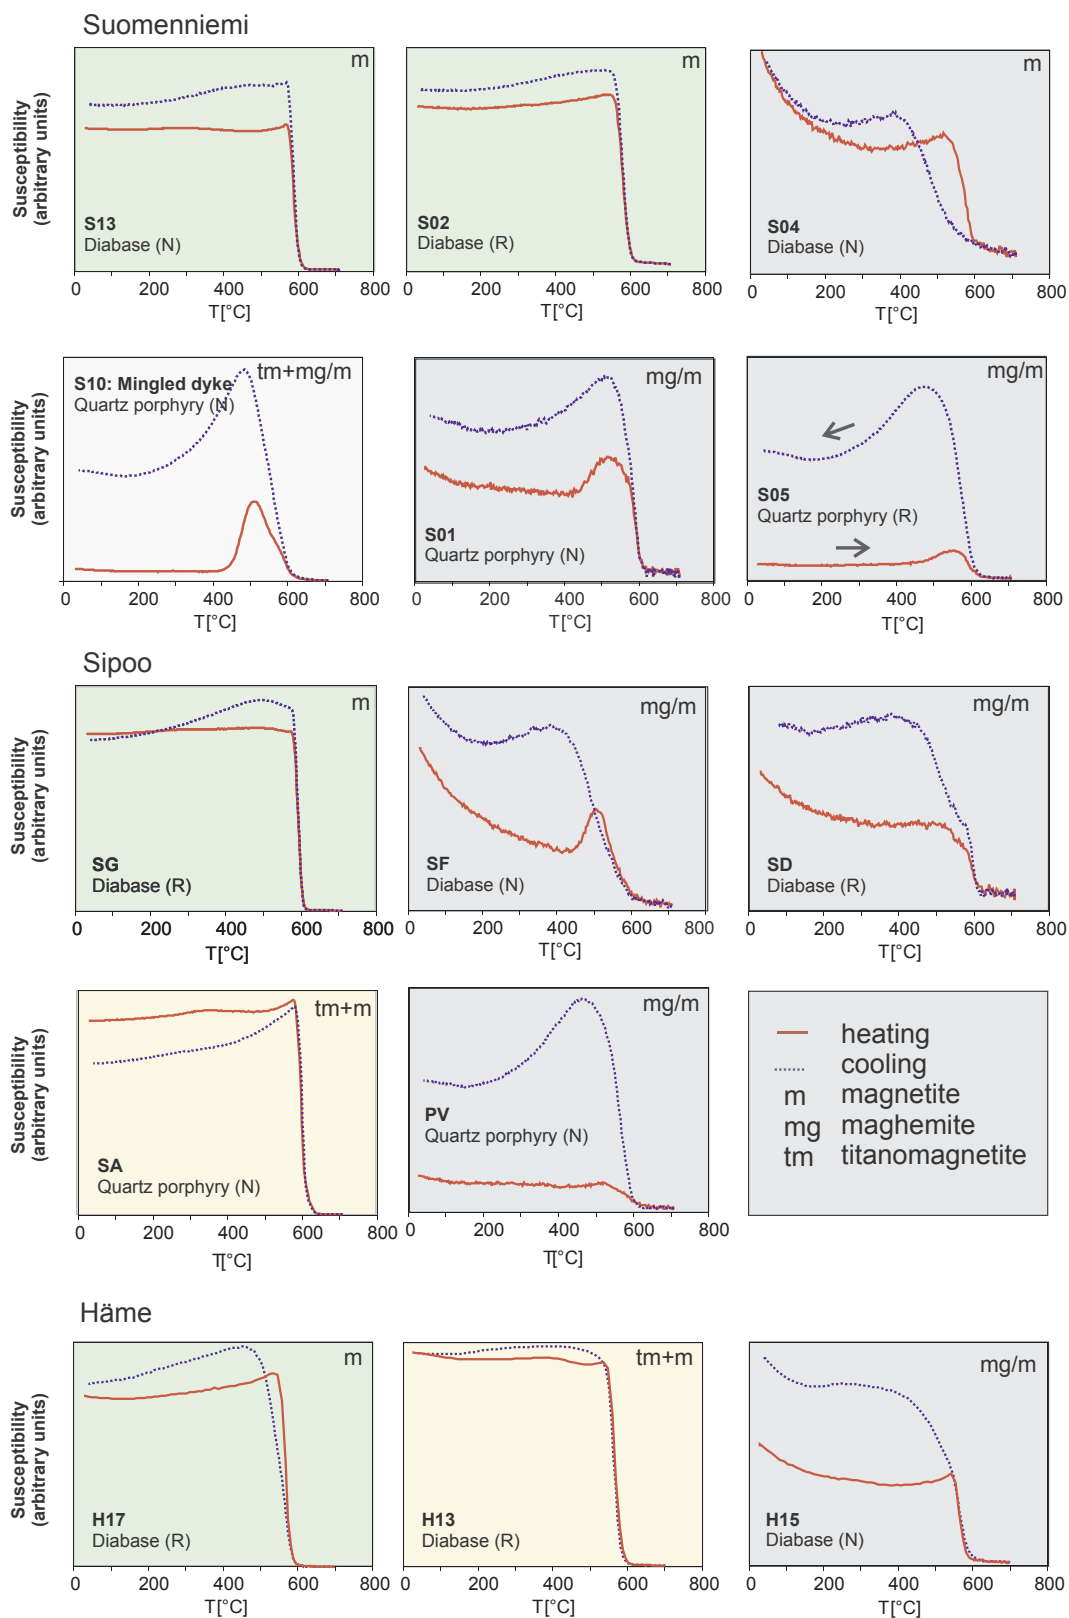 Suomenniemi
Susceptibility
(arbitrary units)
m
S13
Diabase (N)
0 200 400 600 800
T[°C]
m
S02
Diabase (R)
0 200 400 600 800
T[°C]
m
S04
Diabase (N)
0 200 400 600 800
T[°C]
Susceptibility
(arbitrary units)
tm+mg/m
S10: Mingled dyke
Quartz porphyry (N)
0 200 400 600 800
T[°C]
mg/m
S01
Quartz porphyry (N)
0 200 400 600 800
T[°C]
mg/m
S05
Quartz porphyry (R)
0 200 400 600 800
T[°C]
Sipoo
Susceptibility
(arbitrary units)
m
SG
Diabase (R)
0 200 400 600 800
T[°C]
mg/m
SF
Diabase (N)
0 200 400 600 800
T[°C]
mg/m
SD
Diabase (R)
0 200 400 600 800
T[°C]
Susceptibility
(arbitrary units)
tm+m
SA
Quartz porphyry (N)
0 200 400 600 800
T[°C]
mg/m
PV
Quartz porphyry (N)
0 200 400 600 800
T[°C]
heating
cooling
m magnetite
mg maghemite
tm titanomagnetite
Häme
Susceptibility
(arbitrary units)
m
H17
Diabase (R)
0 200 400 600 800
T[°C]
tm+m
H13
Diabase (R)
0 200 400 600 800
T[°C]
mg/m
H15
Diabase (N)
0 200 400 600 800
T[°C]